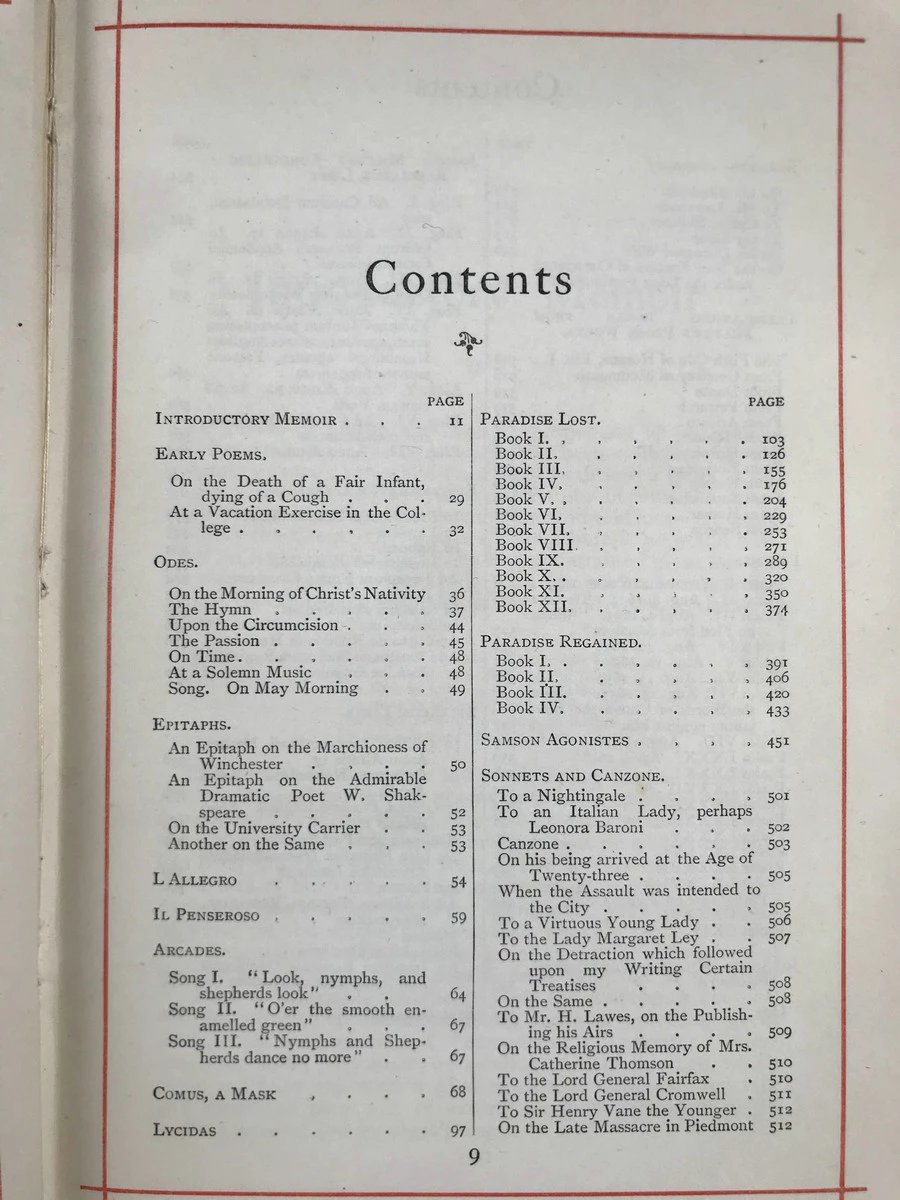 Contents
PAGE
INTRODUCTORY MEMOIR . . . 11
EARLY POEMS.
On the Death of a Fair Infant,
dying of a Cough . . . 29
At a Vacation Exercise in the Col-
lege . . . . . . 32
ODES.
On the Morning of Christ's Nativity 36
The Hymn . . . . . 37
Upon the Circumcision . . . 44
The Passion . . . . . 45
On Time . . . . . . 48
At a Solemn Music . . . 48
Song. On May Morning . . 49
EPITAPHS.
An Epitaph on the Marchioness of
Winchester . . . . 50
An Epitaph on the Admirable
Dramatic Poet W. Shak-
speare . . . . . 52
On the University Carrier . . 53
Another on the Same . . . 53
L ALLEGRO . . . . . 54
IL PENSEROSO . . . . . 59
ARCADES.
Song I. "Look, nymphs, and
shepherds look" . . 64
Song II. "O'er the smooth en-
amelled green" . . . 67
Song III. "Nymphs and Shep-
herds dance no more" . . 67
COMUS, A MASK . . . . 68
LYCIDAS . . . . . . 97
PAGE
PARADISE LOST.
Book I. . . . . . . 103
Book II. . . . . . 126
Book III. . . . . . 155
Book IV. . . . . . 176
Book V. . . . . . . 204
Book VI. . . . . . 229
Book VII. . . . . . 253
Book VIII. . . . . . 271
Book IX. . . . . . 289
Book X. . . . . . . 320
Book XI. . . . . . 350
Book XII. . . . . . 374
PARADISE REGAINED.
Book I. . . . . . . 391
Book II. . . . . . 406
Book III. . . . . . 420
Book IV. . . . . . 433
SAMSON AGONISTES . . . . 451
SONNETS AND CANZONE.
To a Nightingale . . . . 501
To an Italian Lady, perhaps
Leonora Baroni . . . 502
Canzone . . . . . . 503
On his being arrived at the Age of
Twenty-three . . . . 505
When the Assault was intended to
the City . . . . . 505
To a Virtuous Young Lady . . 506
To the Lady Margaret Ley . . 507
On the Detraction which followed
upon my Writing Certain
Treatises . . . . 508
On the Same . . . . . 508
To Mr. H. Lawes, on the Publish-
ing his Airs . . . . 509
On the Religious Memory of Mrs.
Catherine Thomson . . 510
To the Lord General Fairfax . 510
To the Lord General Cromwell . 511
To Sir Henry Vane the Younger . 512
On the Late Massacre in Piedmont 512
9